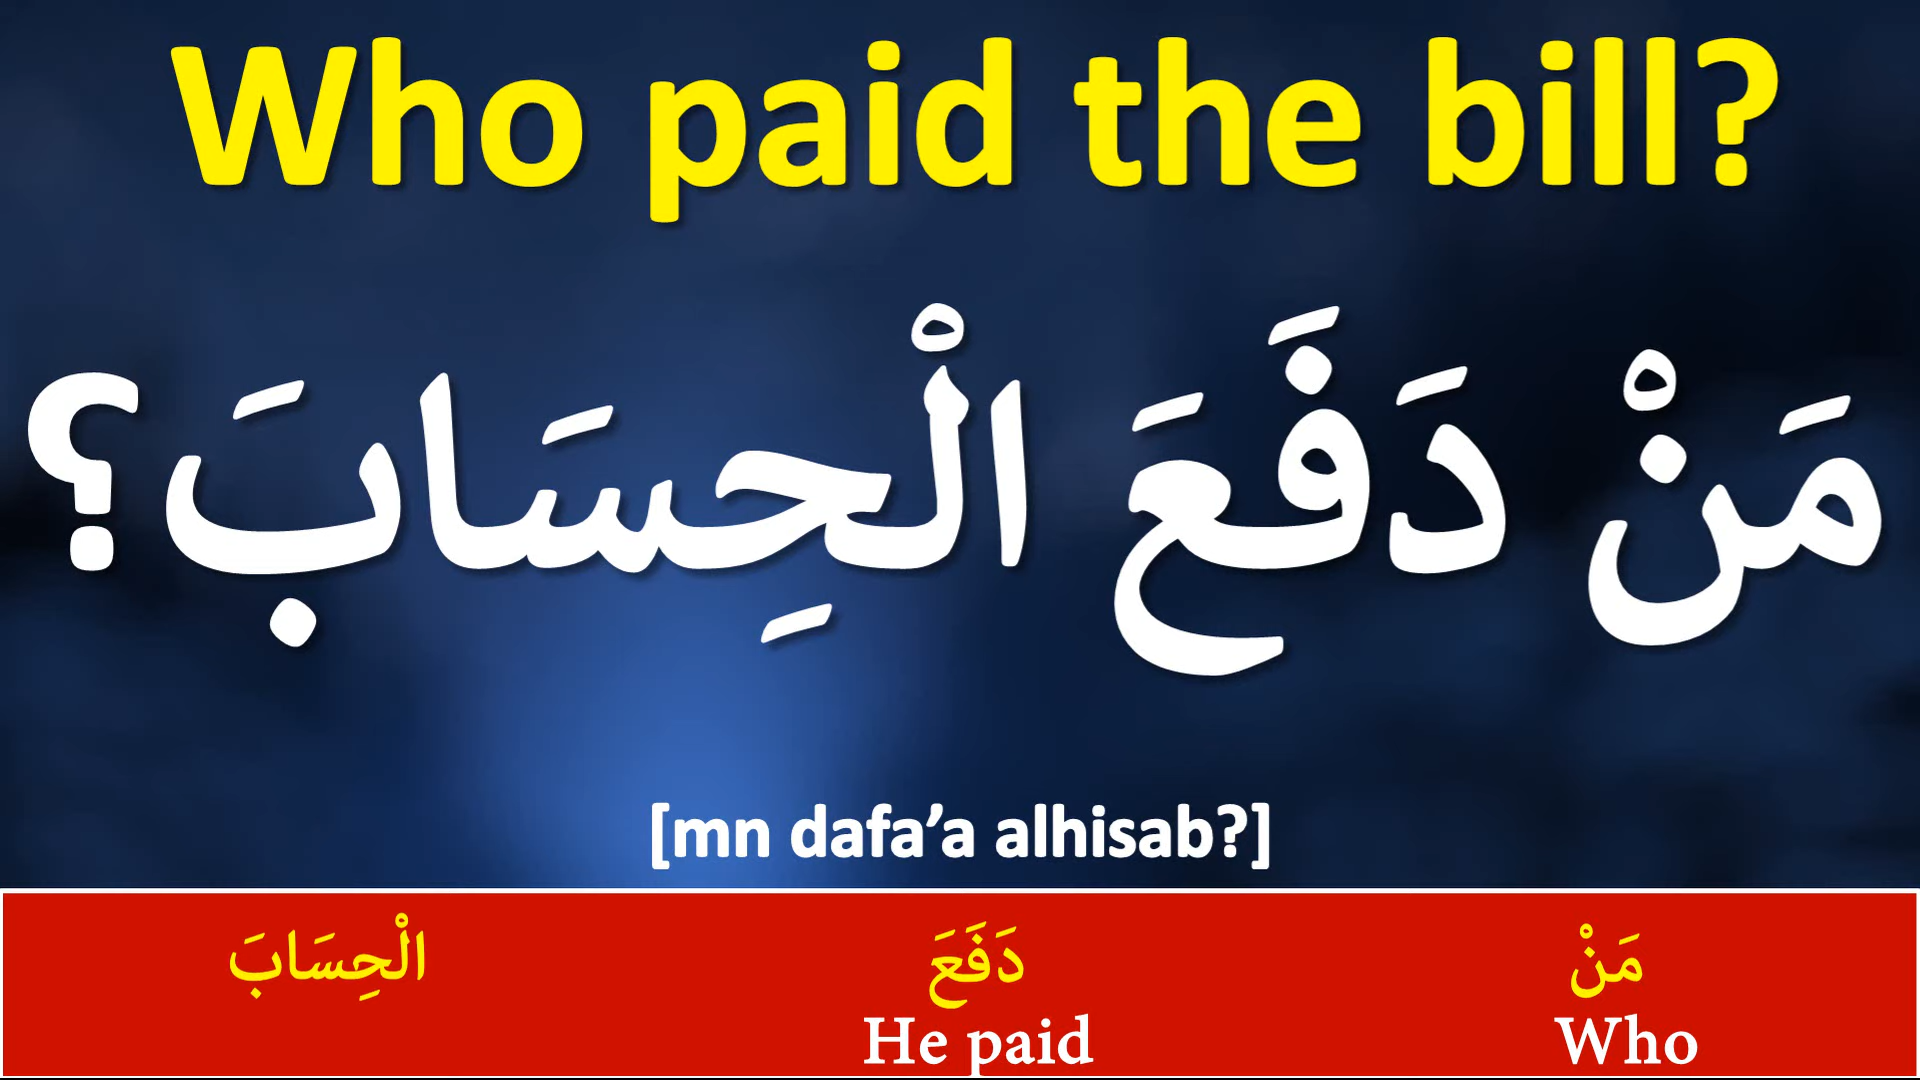 Who paid the bill?
مَنْ دَفَعَ الْحِسَابَ؟
[mn dafa’a alhisab?]
مَنْ دَفَعَ الْحِسَابَ
Who He paid